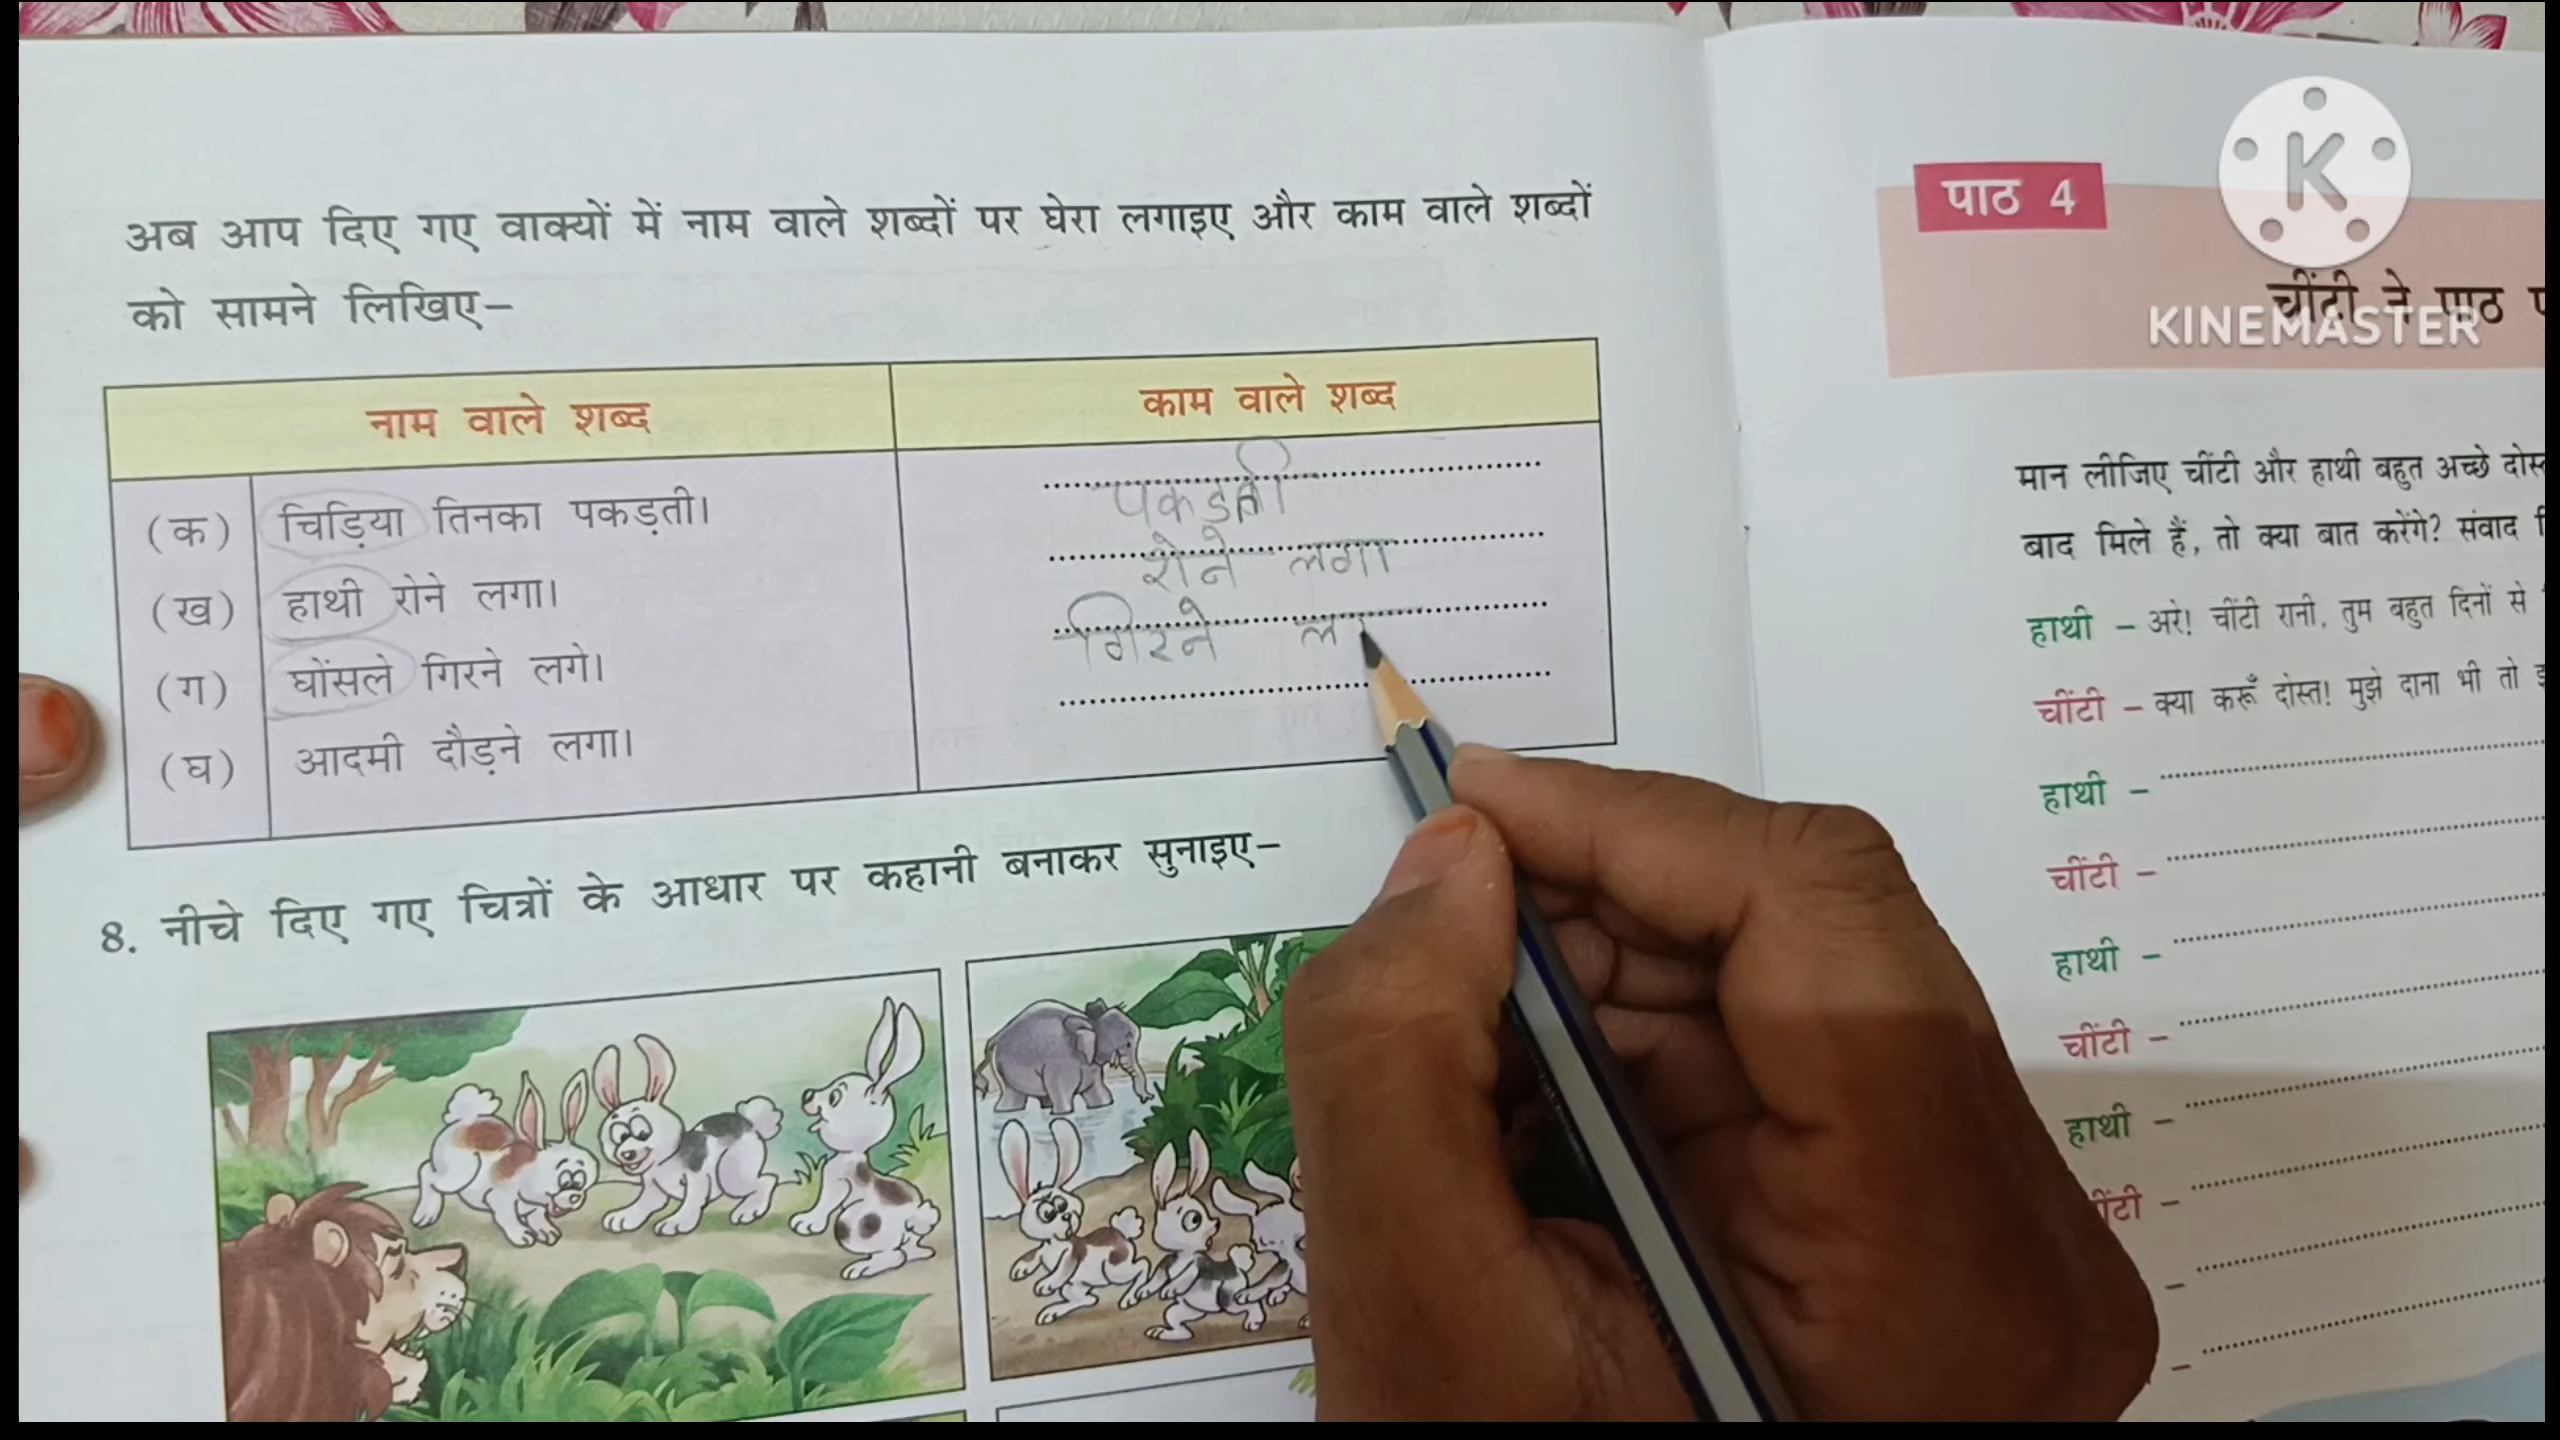 अब आप दिए गए वाक्यों में नाम वाले शब्दों पर घेरा लगाइए और काम वाले शब्दों
को सामने लिखिए–
नाम वाले शब्द काम वाले शब्द
(क) चिड़िया तिनका पकड़ती। पकड़ती
(ख) हाथी रोने लगा। रोने लगा
(ग) घोंसले गिरने लगे। गिरने
(घ) आदमी दौड़ने लगा।
8. नीचे दिए गए चित्रों के आधार पर कहानी बनाकर सुनाइए–
पाठ 4
चींटी ने पाठ
KINEMASTER
मान लीजिए चींटी और हाथी बहुत अच्छे
बाद मिले हैं, तो क्या बात करेंगे? संवाद
हाथी – अरे! चींटी रानी, तुम बहुत दिनों से
चींटी – क्या करूँ दोस्त! मुझे दाना भी तो
हाथी –
चींटी –
हाथी –
चींटी –
हाथी –